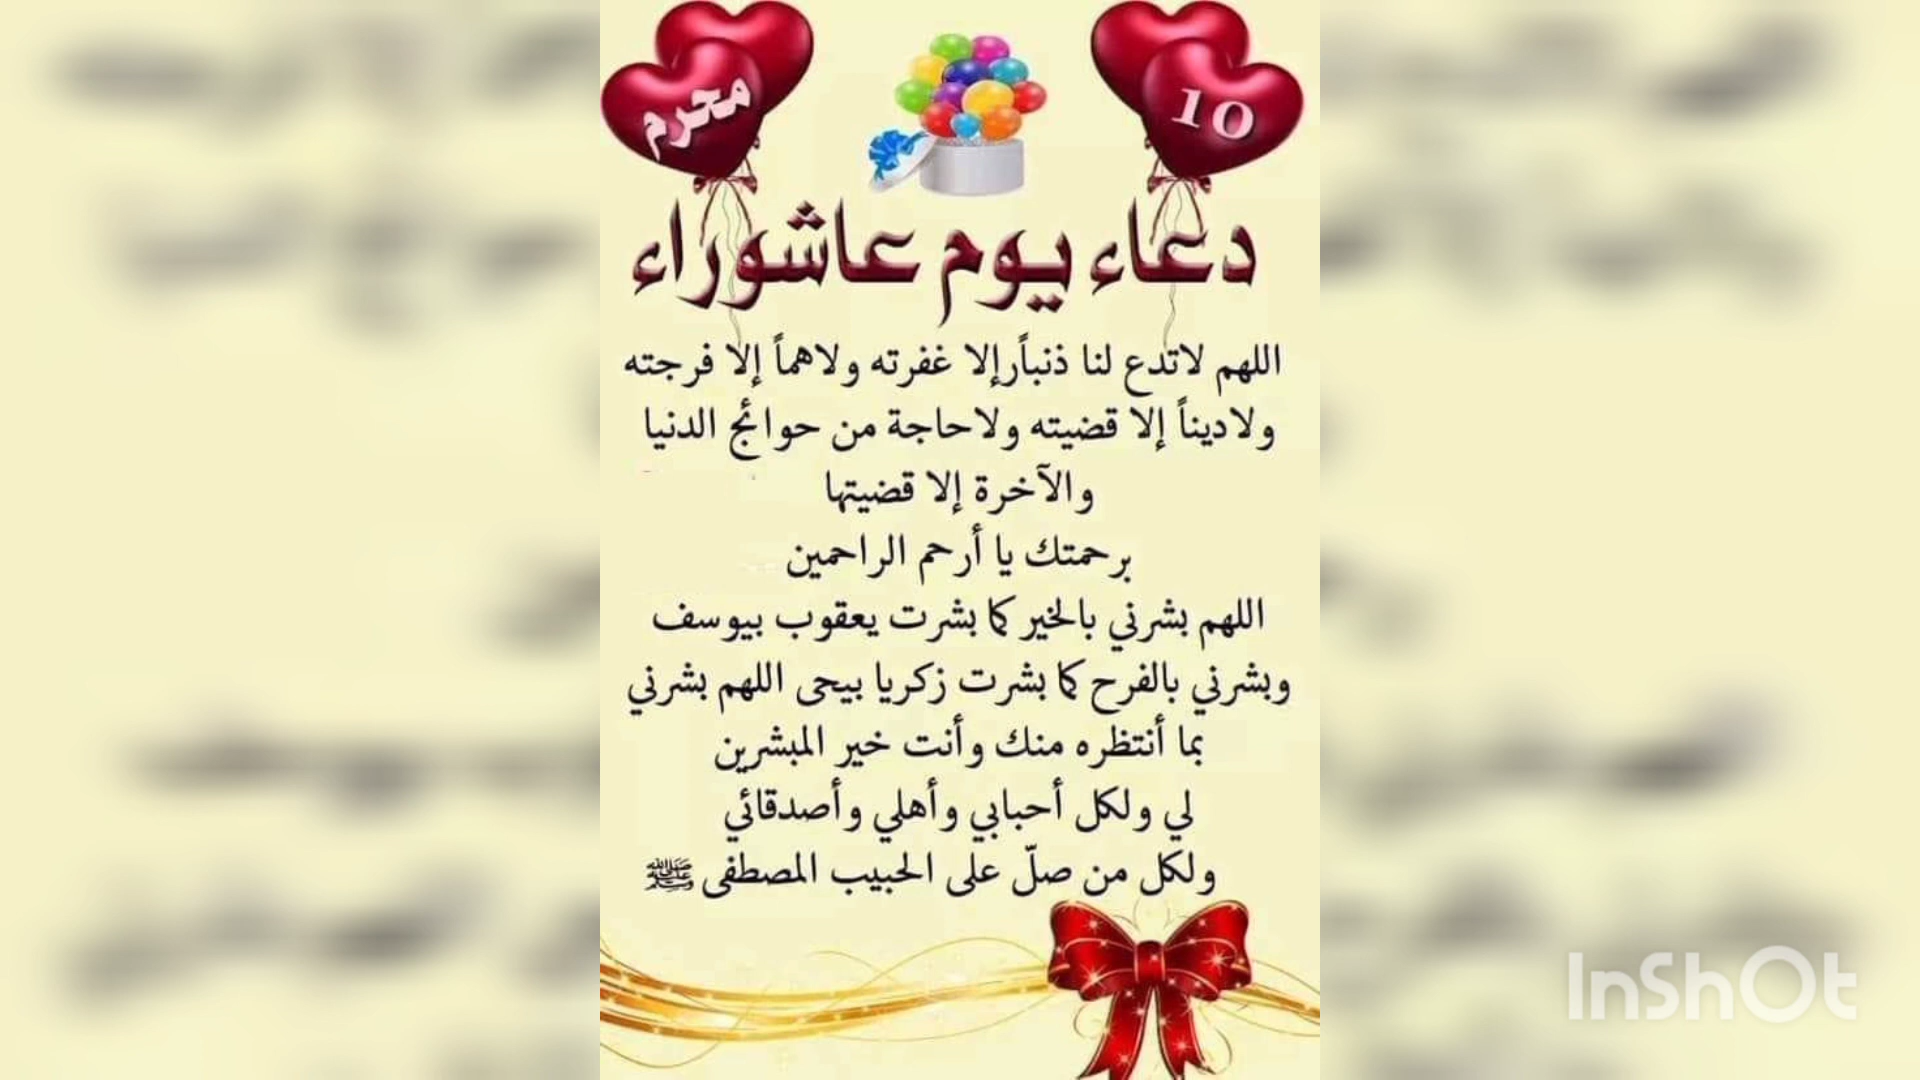 10
محرم
دعاء يوم عاشوراء
اللهم لاتدع لنا ذنباً إلا غفرته ولاهماً إلا فرجته
ولاديناً إلا قضيته ولاحاجة من حوائج الدنيا
والآخرة إلا قضيتها
برحمتك يا أرحم الراحمين
اللهم بشرني بالخير كما بشرت يعقوب بيوسف
وبشرني بالفرح كما بشرت زكريا بيحى اللهم بشرني
بما أنتظره منك وأنت خير المبشرين
لي ولكل أحبابي وأهلي وأصدقائي
ولكل من صلّ على الحبيب المصطفى ﷺ
InShOt